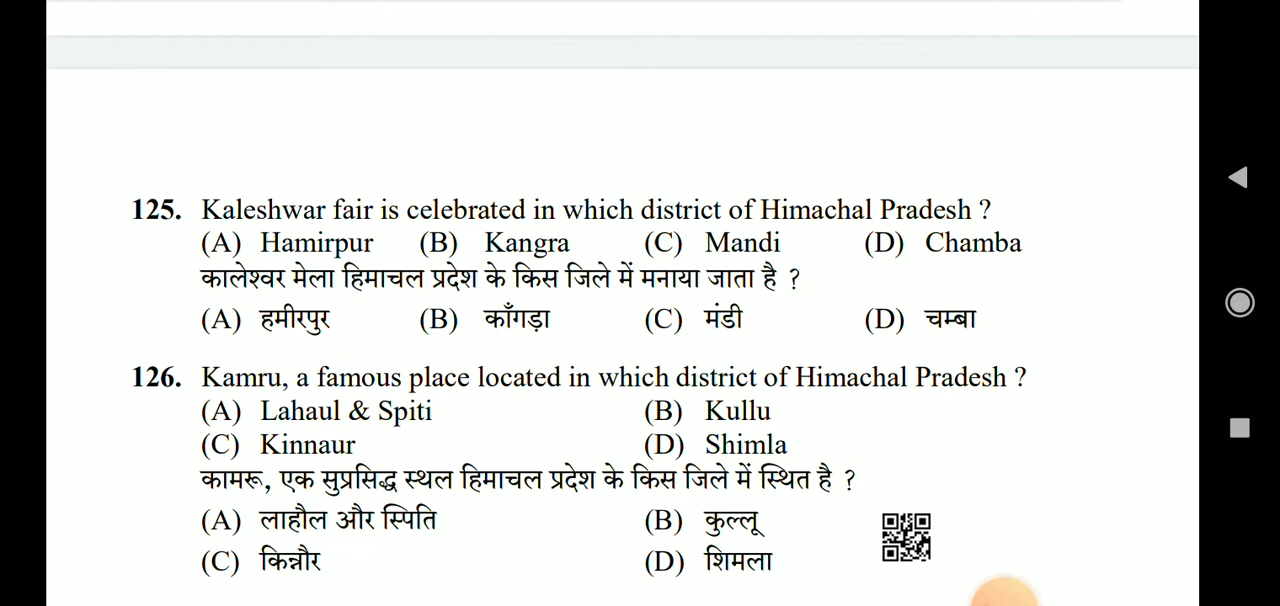 125. Kaleshwar fair is celebrated in which district of Himachal Pradesh ?
(A) Hamirpur (B) Kangra (C) Mandi (D) Chamba
कालेश्वर मेला हिमाचल प्रदेश के किस जिले में मनाया जाता है ?
(A) हमीरपुर (B) काँगड़ा (C) मंडी (D) चम्बा
126. Kamru, a famous place located in which district of Himachal Pradesh ?
(A) Lahaul & Spiti (B) Kullu
(C) Kinnaur (D) Shimla
कामरू, एक सुप्रसिद्ध स्थल हिमाचल प्रदेश के किस जिले में स्थित है ?
(A) लाहौल और स्पिति (B) कुल्लू
(C) किन्नौर (D) शिमला